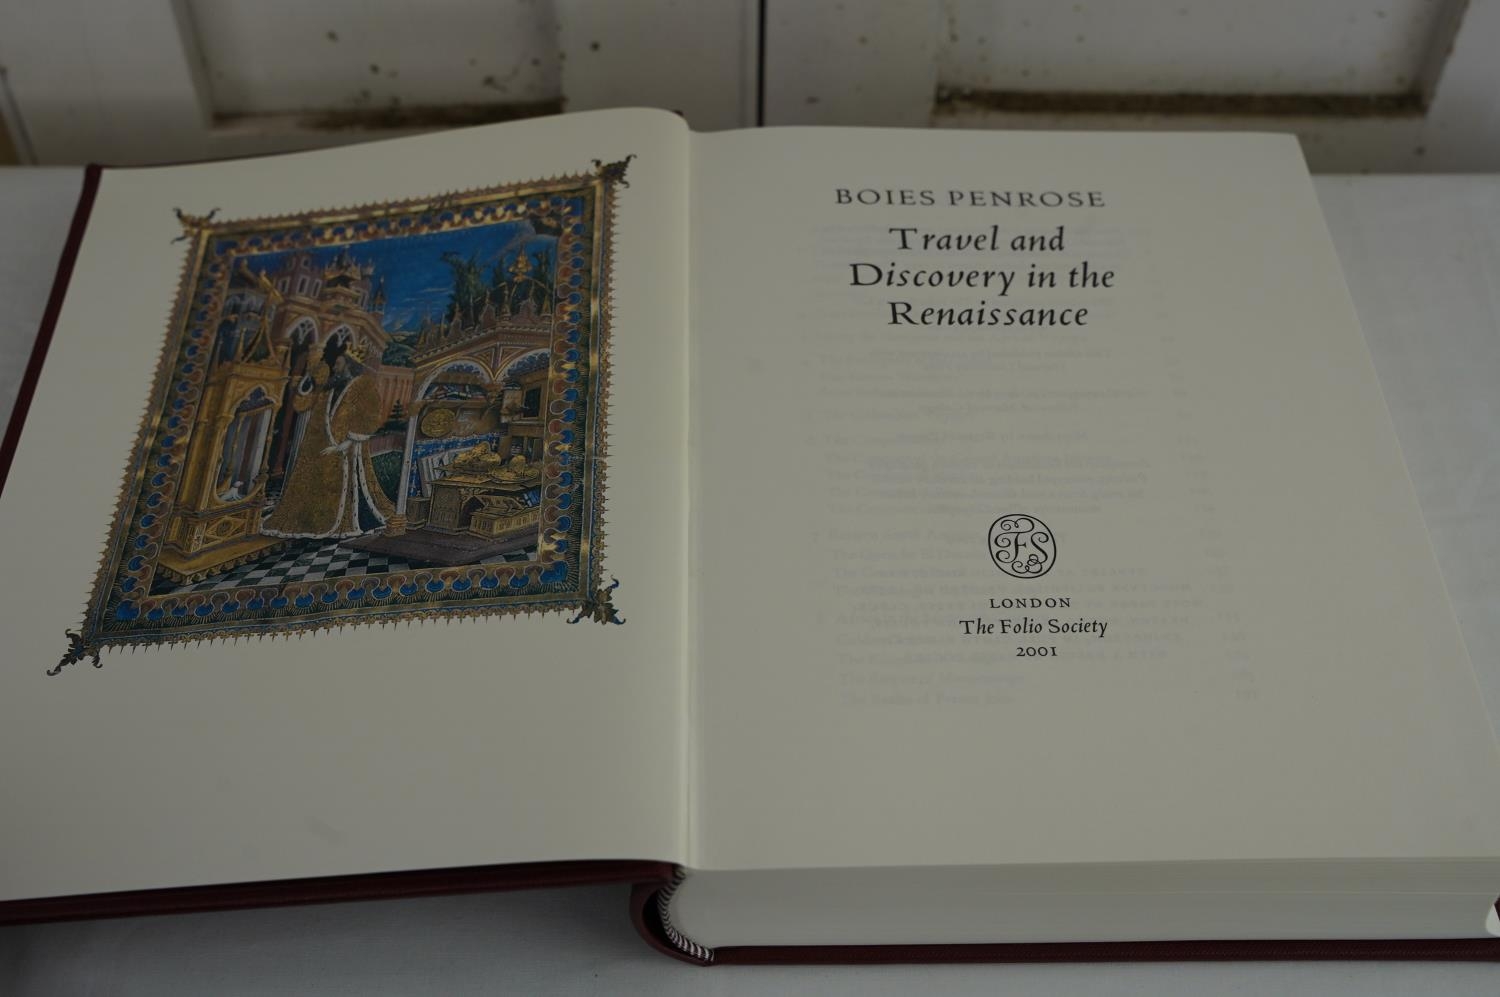 BOIES PENROSE
Travel and
Discovery in the
Renaissance
FS
LONDON
The Folio Society
2001